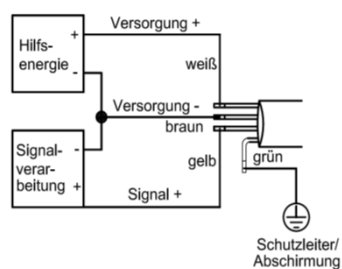 Versorgung +
+
Hilfs-
energie
-
weiß
Versorgung -
braun
Signal-
verar-
beitung
-
+
gelb
grün
Signal +
Schutzleiter/
Abschirmung